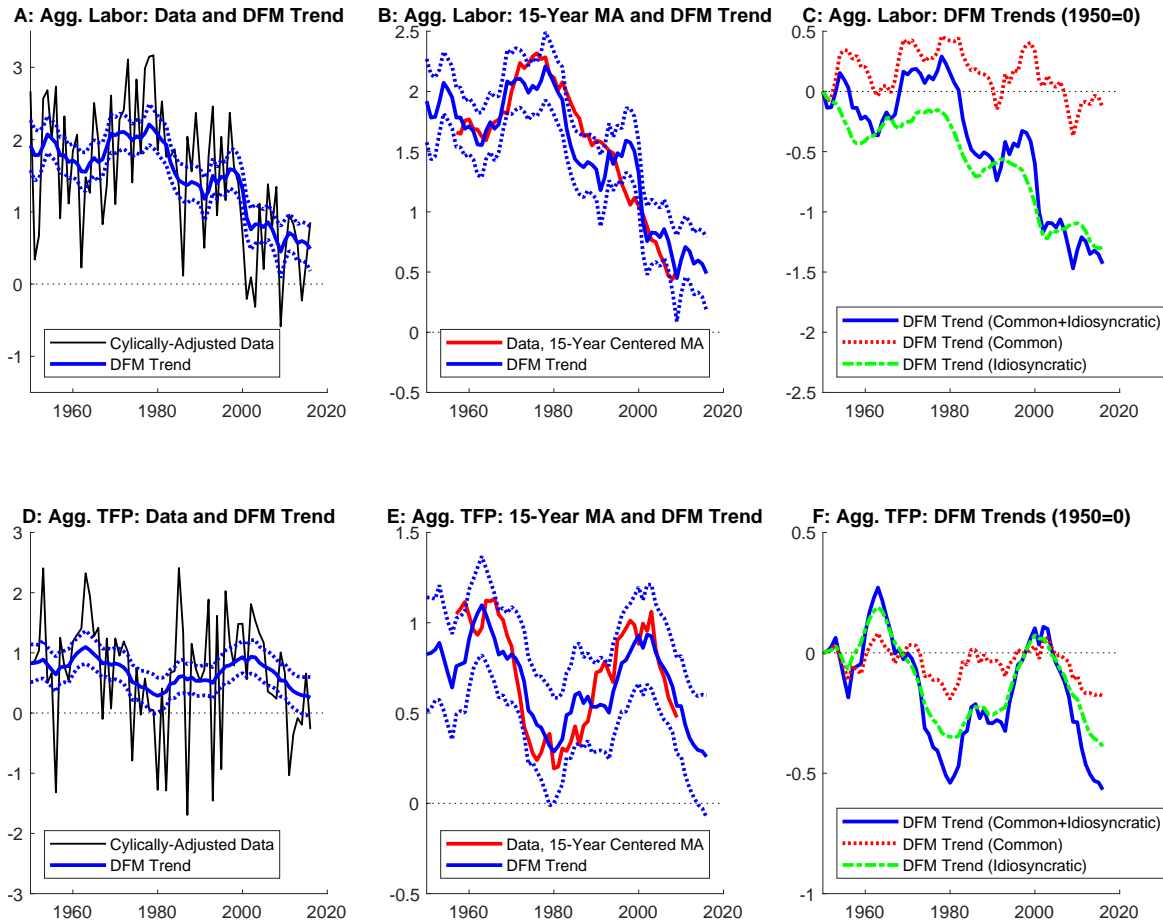 A: Agg. Labor: Data and DFM Trend
3
2
1
0
-1
Cylically-Adjusted Data
DFM Trend
1960 1980 2000 2020
B: Agg. Labor: 15-Year MA and DFM Trend
2.5
2
1.5
1
0.5
0
-0.5
Data, 15-Year Centered MA
DFM Trend
1960 1980 2000 2020
C: Agg. Labor: DFM Trends (1950=0)
0.5
0
-0.5
-1
-1.5
-2
-2.5
DFM Trend (Common+Idiosyncratic)
DFM Trend (Common)
DFM Trend (Idiosyncratic)
1960 1980 2000 2020
D: Agg. TFP: Data and DFM Trend
3
2
1
0
-1
-2
-3
Cylically-Adjusted Data
DFM Trend
1960 1980 2000 2020
E: Agg. TFP: 15-Year MA and DFM Trend
1.5
1
0.5
0
-0.5
Data, 15-Year Centered MA
DFM Trend
1960 1980 2000 2020
F: Agg. TFP: DFM Trends (1950=0)
0.5
0
-0.5
-1
DFM Trend (Common+Idiosyncratic)
DFM Trend (Common)
DFM Trend (Idiosyncratic)
1960 1980 2000 2020